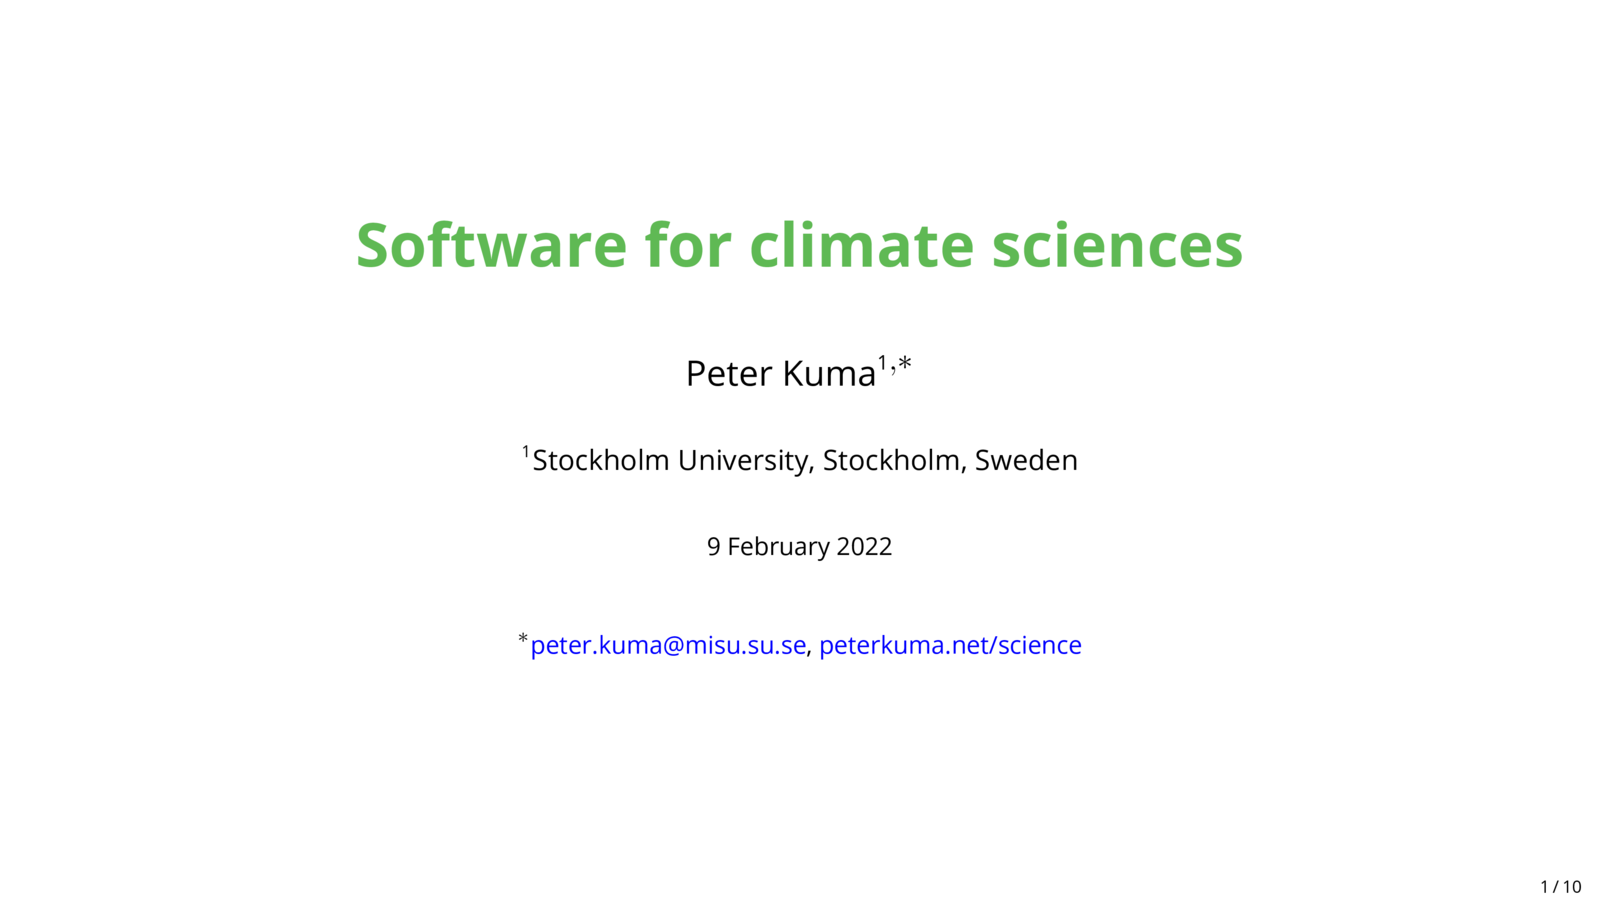 Software for climate sciences
Peter Kuma¹,*
¹Stockholm University, Stockholm, Sweden
9 February 2022
*peter.kuma@misu.su.se, peterkuma.net/science
1 / 10